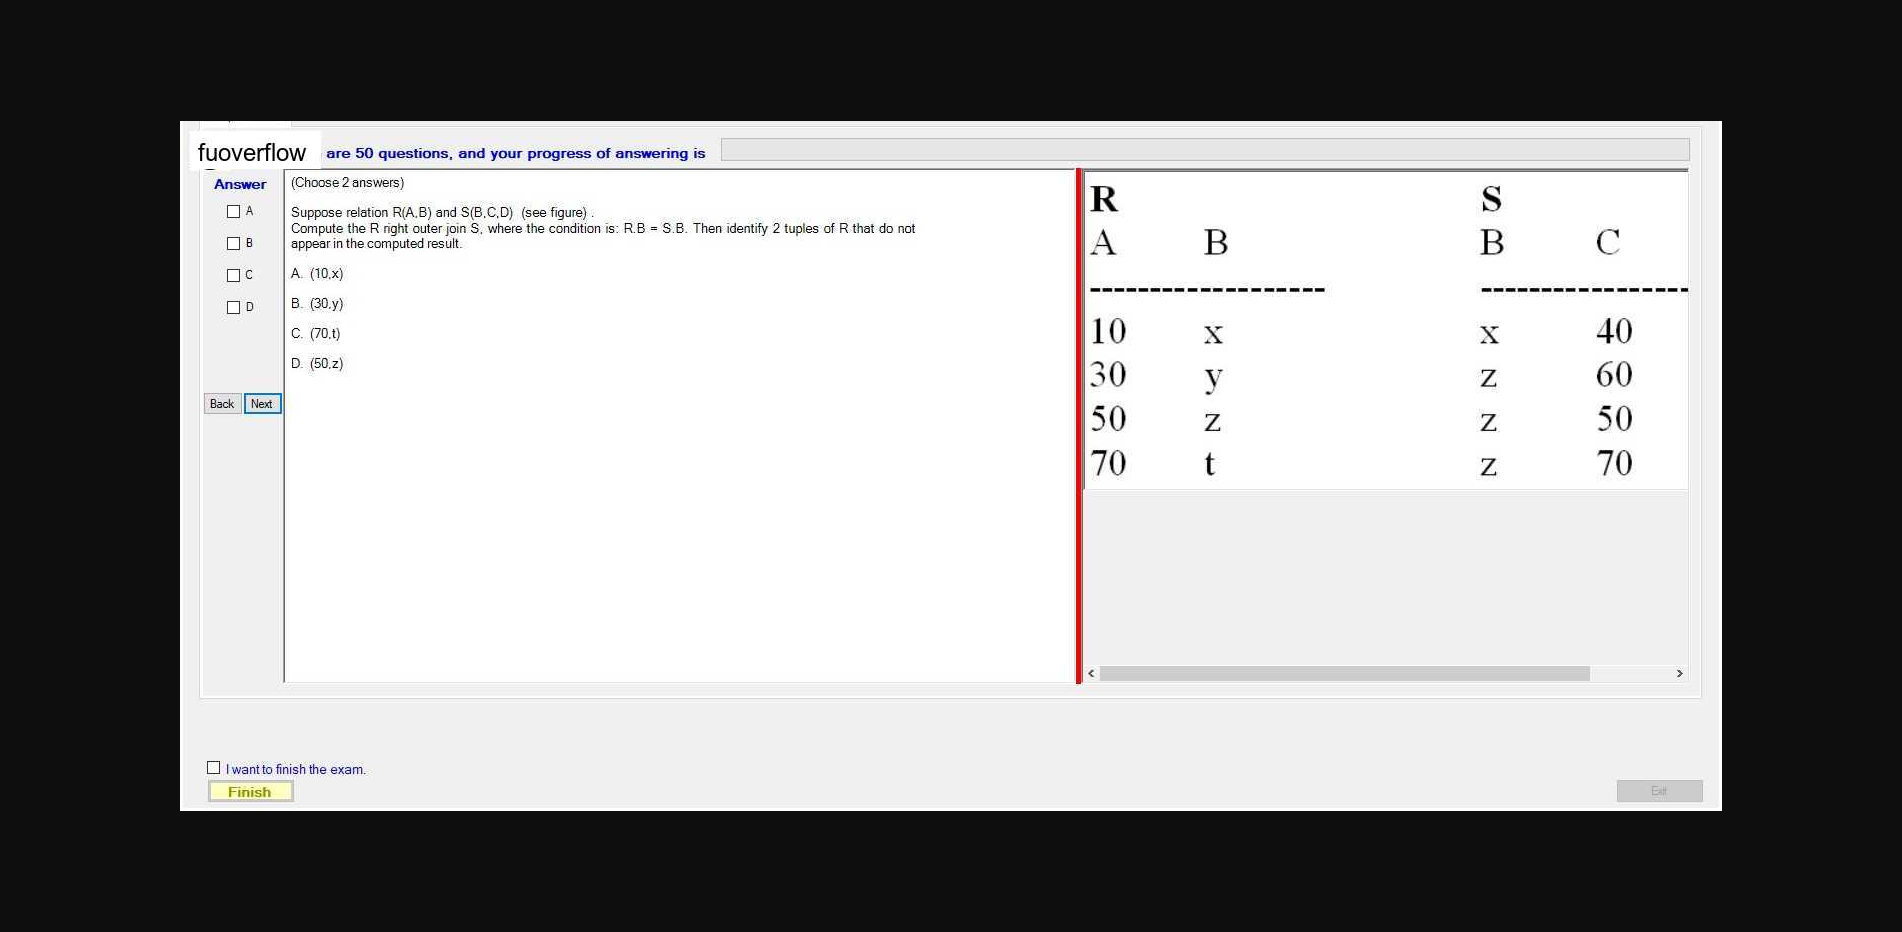 fuoverflow are 50 questions, and your progress of answering is
Answer
A
B
C
D
Back Next
(Choose 2 answers)
Suppose relation R(A,B) and S(B,C,D) (see figure) .
Compute the R right outer join S, where the condition is: R.B = S.B. Then identify 2 tuples of R that do not
appear in the computed result.
A. (10,x)
B. (30,y)
C. (70,t)
D. (50,z)
R S
A B B C
-------------------- ------------------
10 x x 40
30 y z 60
50 z z 50
70 t z 70
I want to finish the exam.
Finish
Exit